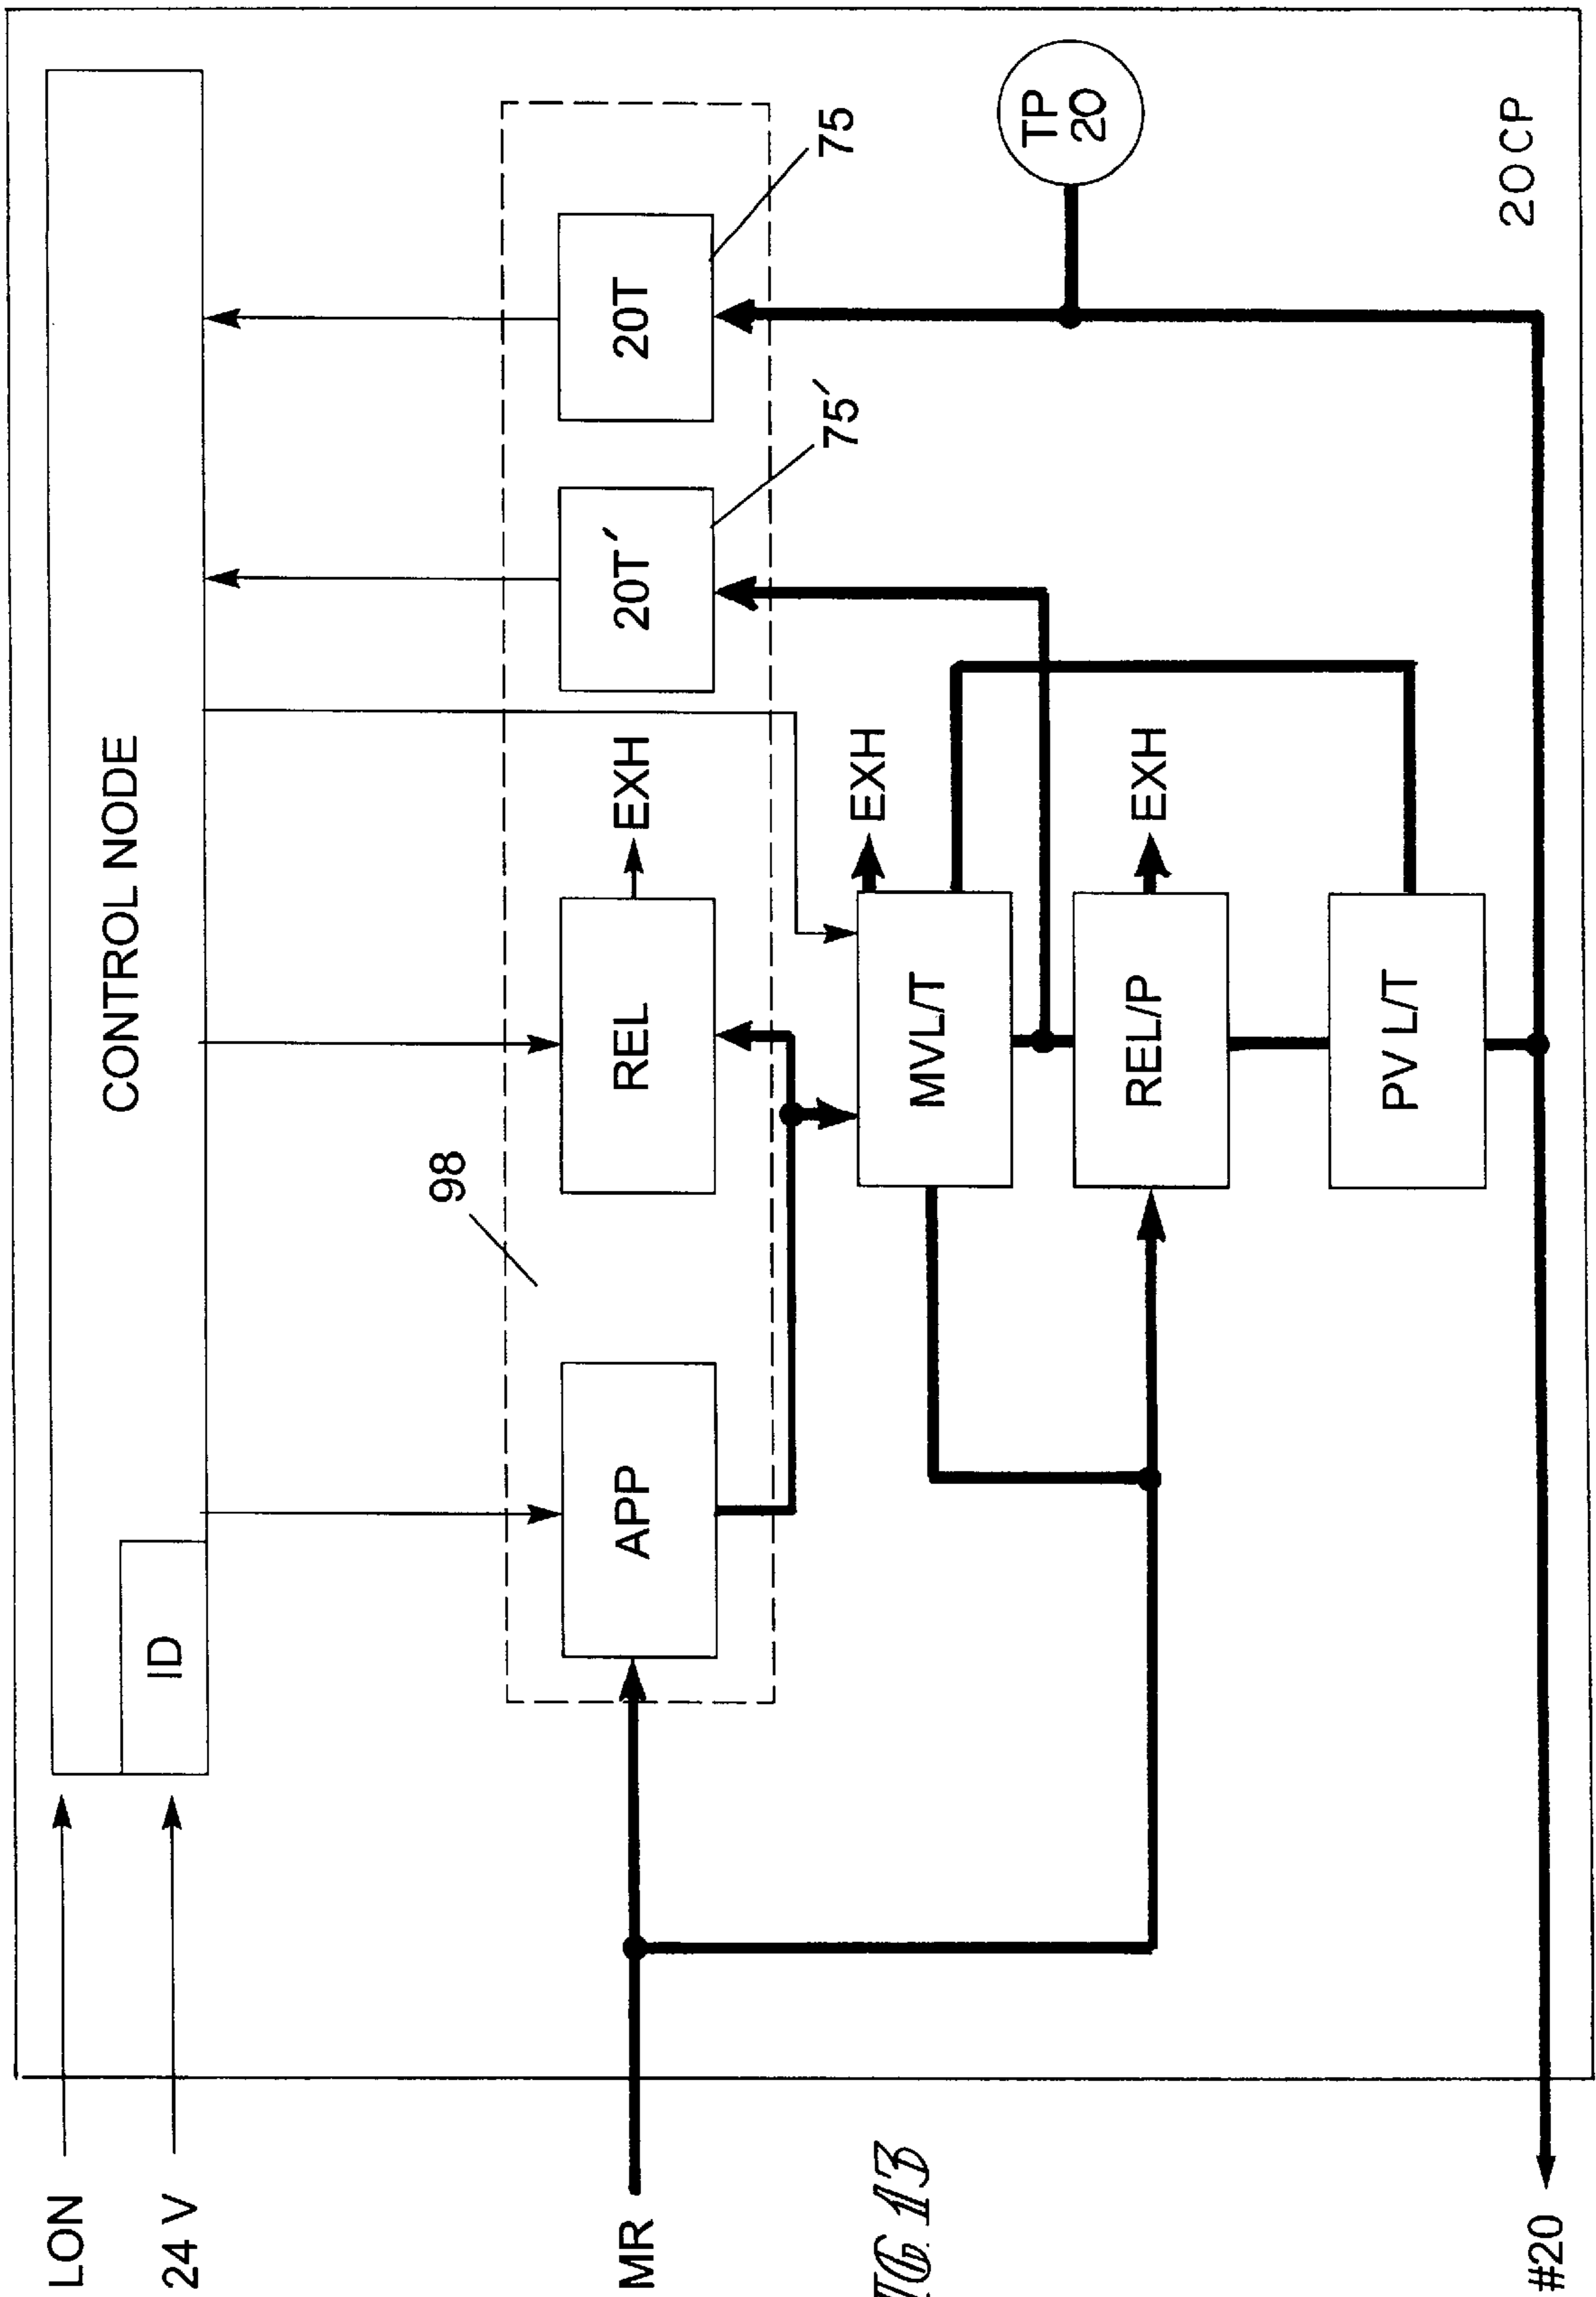 LON
24 V
CONTROL NODE
ID
98
APP
REL
EXH
20T′
20T
75′
75
MR
MVL/T
EXH
REL/P
EXH
PV L/T
TP
20
20CP
#20